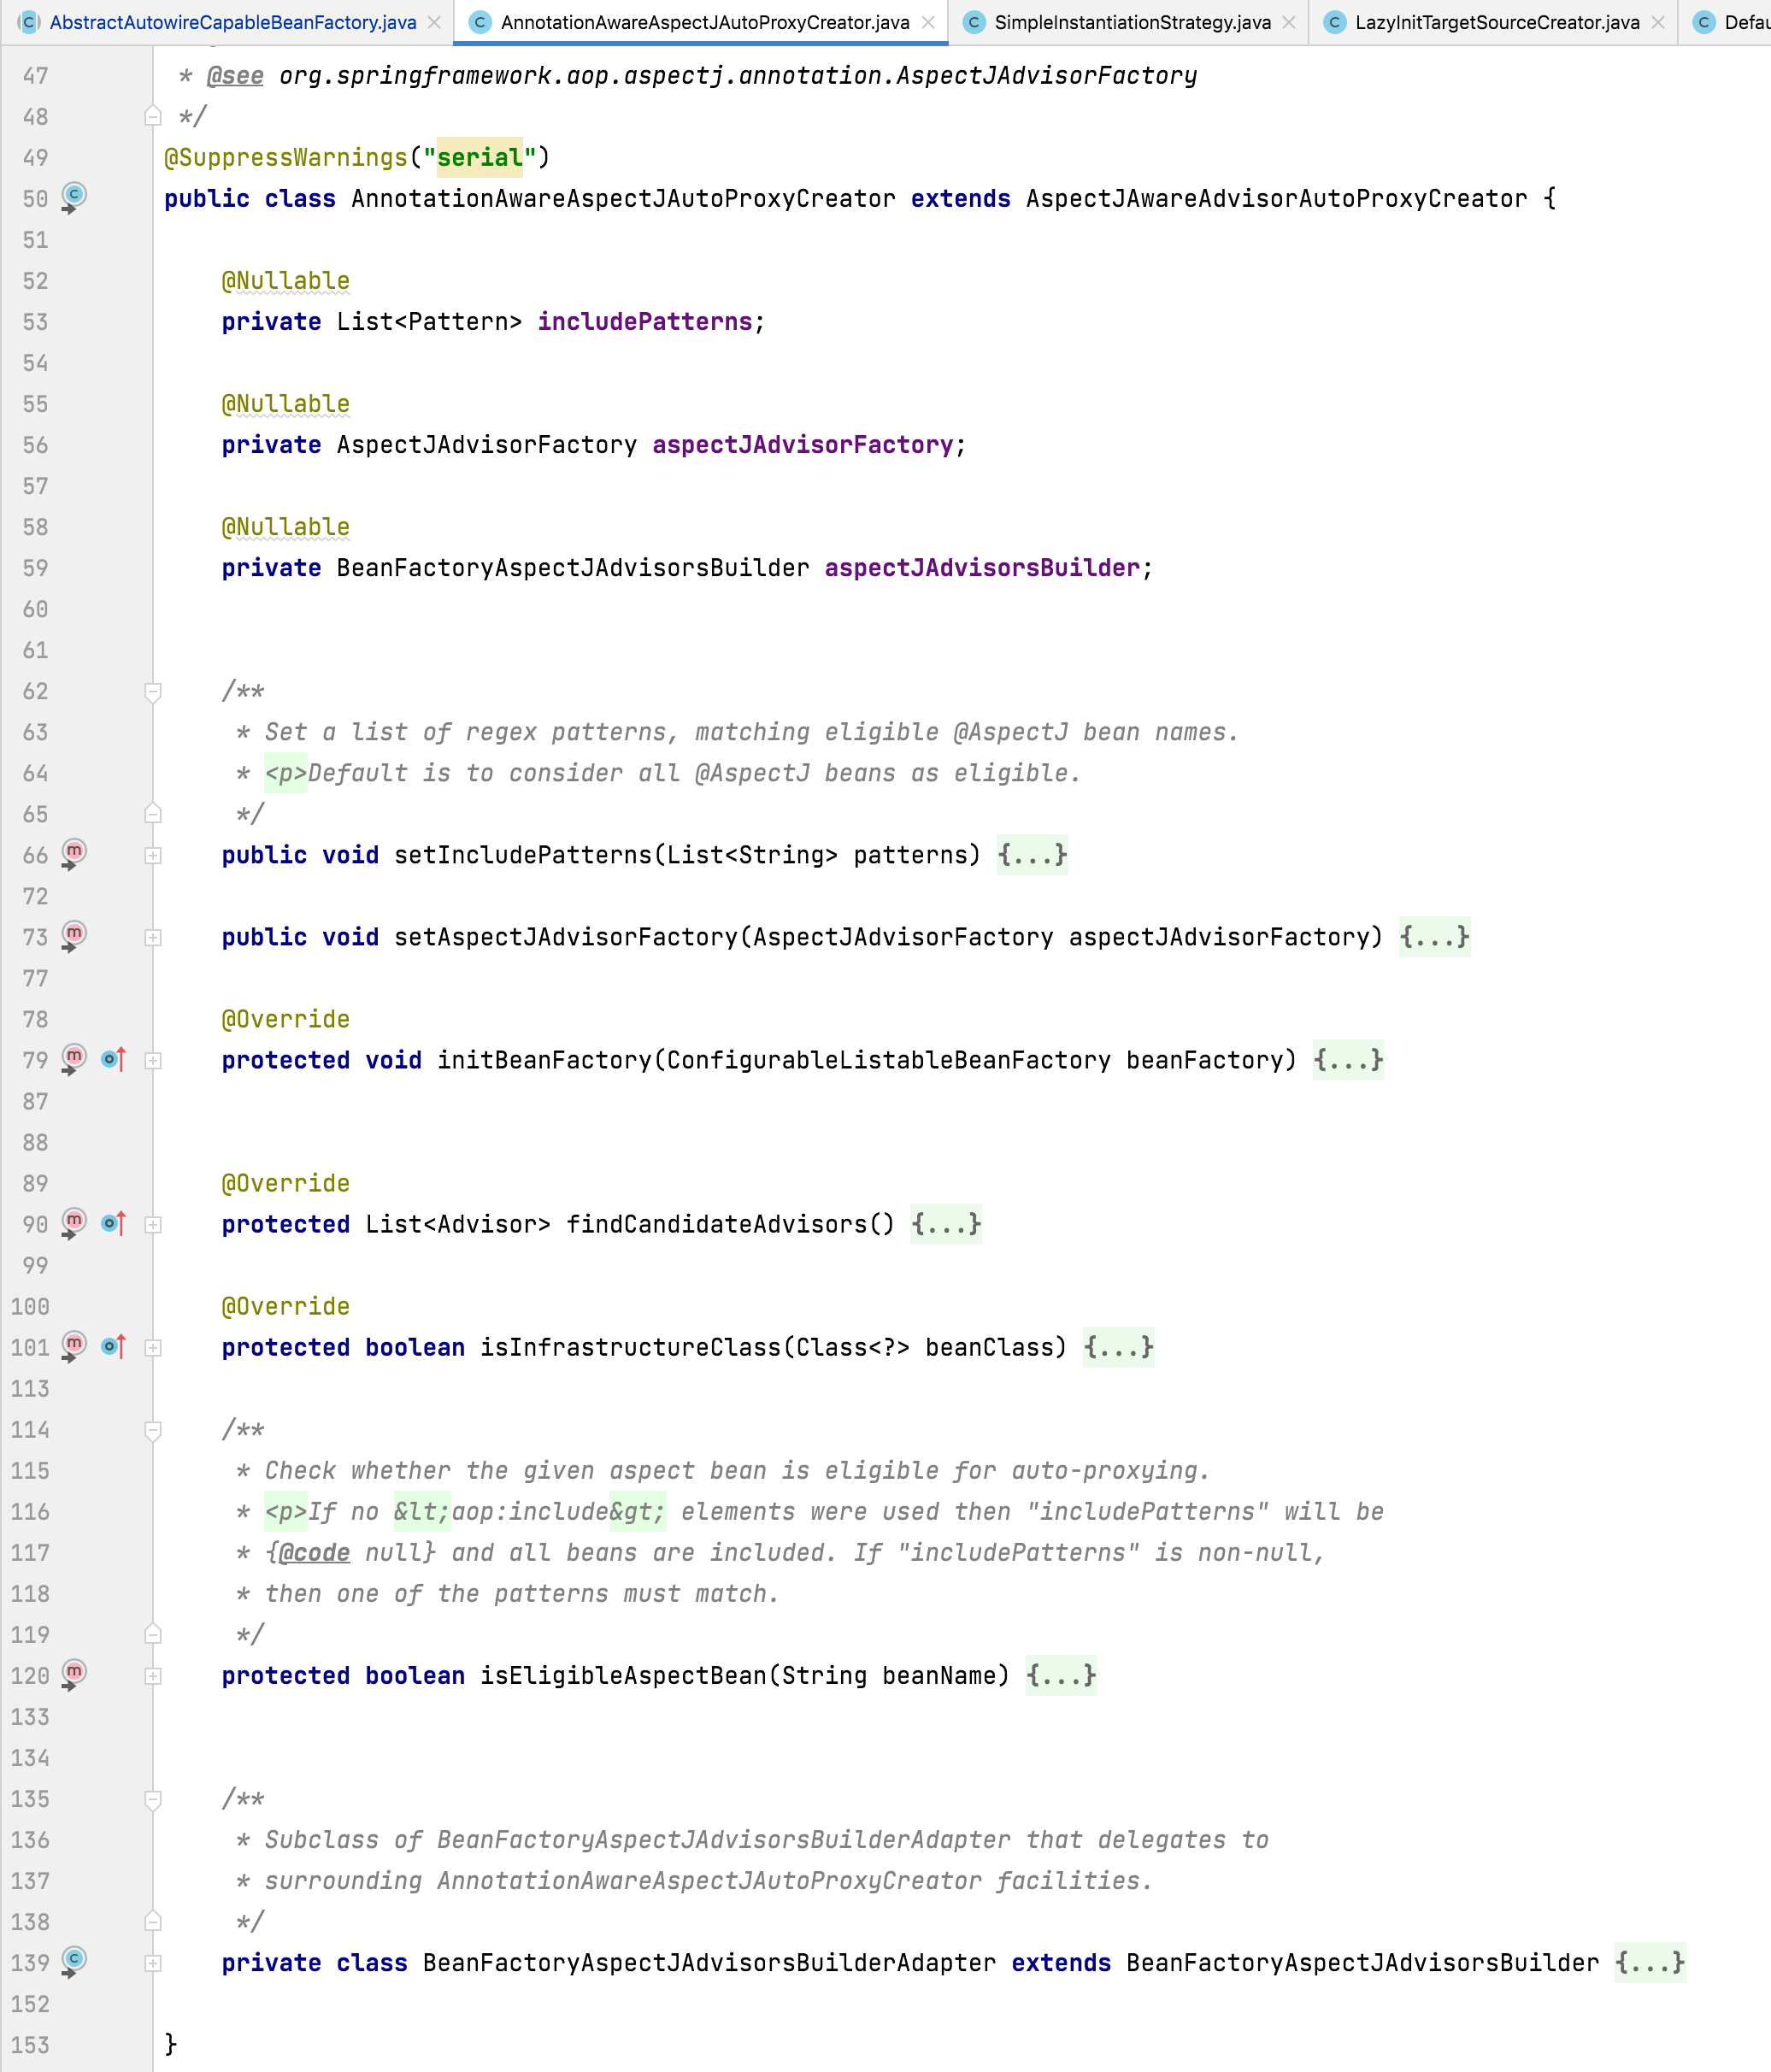 AbstractAutowireCapableBeanFactory.java AnnotationAwareAspectJAutoProxyCreator.java SimpleInstantiationStrategy.java LazyInitTargetSourceCreator.java Defau
47 * @see org.springframework.aop.aspectj.annotation.AspectJAdvisorFactory
48 */
49 @SuppressWarnings("serial")
50 public class AnnotationAwareAspectJAutoProxyCreator extends AspectJAwareAdvisorAutoProxyCreator {
51
52 @Nullable
53 private List<Pattern> includePatterns;
54
55 @Nullable
56 private AspectJAdvisorFactory aspectJAdvisorFactory;
57
58 @Nullable
59 private BeanFactoryAspectJAdvisorsBuilder aspectJAdvisorsBuilder;
60
61
62 /**
63 * Set a list of regex patterns, matching eligible @AspectJ bean names.
64 * <p>Default is to consider all @AspectJ beans as eligible.
65 */
66 public void setIncludePatterns(List<String> patterns) {...}
72
73 public void setAspectJAdvisorFactory(AspectJAdvisorFactory aspectJAdvisorFactory) {...}
77
78 @Override
79 protected void initBeanFactory(ConfigurableListableBeanFactory beanFactory) {...}
87
88
89 @Override
90 protected List<Advisor> findCandidateAdvisors() {...}
99
100 @Override
101 protected boolean isInfrastructureClass(Class<?> beanClass) {...}
113
114 /**
115 * Check whether the given aspect bean is eligible for auto-proxying.
116 * <p>If no &lt;aop:include&gt; elements were used then "includePatterns" will be
117 * {@code null} and all beans are included. If "includePatterns" is non-null,
118 * then one of the patterns must match.
119 */
120 protected boolean isEligibleAspectBean(String beanName) {...}
133
134
135 /**
136 * Subclass of BeanFactoryAspectJAdvisorsBuilderAdapter that delegates to
137 * surrounding AnnotationAwareAspectJAutoProxyCreator facilities.
138 */
139 private class BeanFactoryAspectJAdvisorsBuilderAdapter extends BeanFactoryAspectJAdvisorsBuilder {...}
152
153 }